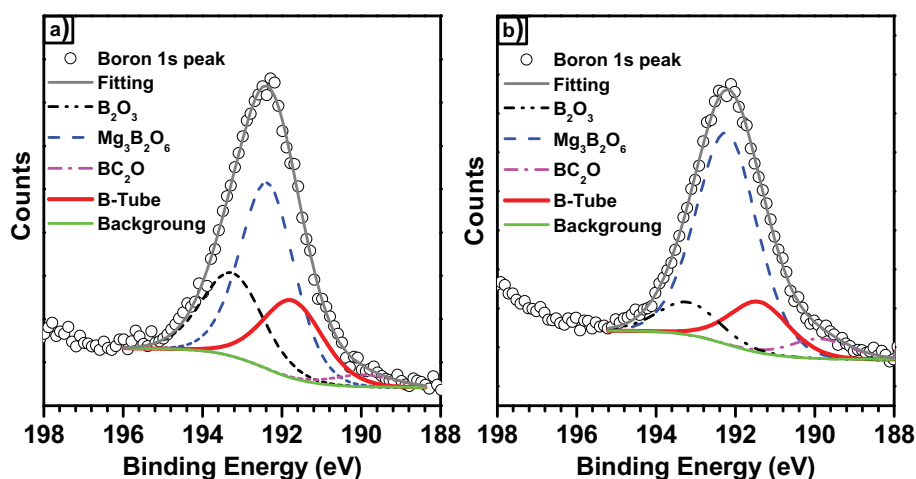 a)
Boron 1s peak
Fitting
B₂O₃
Mg₃B₂O₆
BC₂O
B-Tube
Backgroung
Counts
198 196 194 192 190 188
Binding Energy (eV)
b)
Boron 1s peak
Fitting
B₂O₃
Mg₃B₂O₆
BC₂O
B-Tube
Backgroung
Counts
198 196 194 192 190 188
Binding Energy (eV)